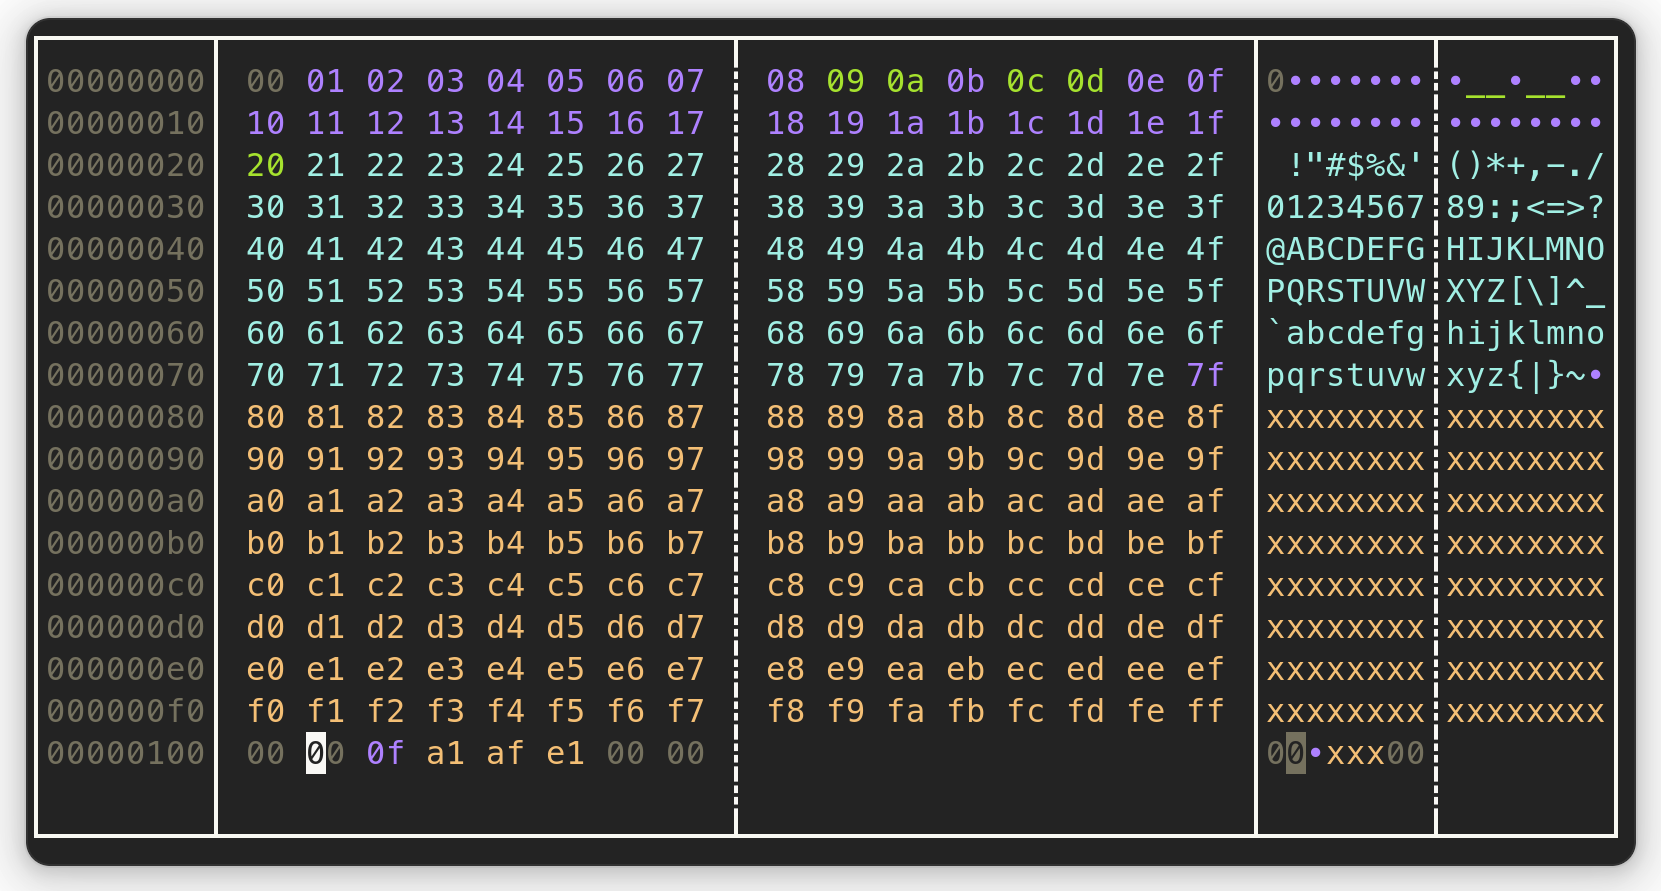 00000000 00 01 02 03 04 05 06 07 08 09 0a 0b 0c 0d 0e 0f 0••••••• •__•__••
00000010 10 11 12 13 14 15 16 17 18 19 1a 1b 1c 1d 1e 1f •••••••• ••••••••
00000020 20 21 22 23 24 25 26 27 28 29 2a 2b 2c 2d 2e 2f  !"#$%&' ()*+,-./
00000030 30 31 32 33 34 35 36 37 38 39 3a 3b 3c 3d 3e 3f 01234567 89:;<=>?
00000040 40 41 42 43 44 45 46 47 48 49 4a 4b 4c 4d 4e 4f @ABCDEFG HIJKLMNO
00000050 50 51 52 53 54 55 56 57 58 59 5a 5b 5c 5d 5e 5f PQRSTUVW XYZ[\]^_
00000060 60 61 62 63 64 65 66 67 68 69 6a 6b 6c 6d 6e 6f `abcdefg hijklmno
00000070 70 71 72 73 74 75 76 77 78 79 7a 7b 7c 7d 7e 7f pqrstuvw xyz{|}~•
00000080 80 81 82 83 84 85 86 87 88 89 8a 8b 8c 8d 8e 8f xxxxxxxx xxxxxxxx
00000090 90 91 92 93 94 95 96 97 98 99 9a 9b 9c 9d 9e 9f xxxxxxxx xxxxxxxx
000000a0 a0 a1 a2 a3 a4 a5 a6 a7 a8 a9 aa ab ac ad ae af xxxxxxxx xxxxxxxx
000000b0 b0 b1 b2 b3 b4 b5 b6 b7 b8 b9 ba bb bc bd be bf xxxxxxxx xxxxxxxx
000000c0 c0 c1 c2 c3 c4 c5 c6 c7 c8 c9 ca cb cc cd ce cf xxxxxxxx xxxxxxxx
000000d0 d0 d1 d2 d3 d4 d5 d6 d7 d8 d9 da db dc dd de df xxxxxxxx xxxxxxxx
000000e0 e0 e1 e2 e3 e4 e5 e6 e7 e8 e9 ea eb ec ed ee ef xxxxxxxx xxxxxxxx
000000f0 f0 f1 f2 f3 f4 f5 f6 f7 f8 f9 fa fb fc fd fe ff xxxxxxxx xxxxxxxx
00000100 00 00 0f a1 af e1 00 00 00•xxx00